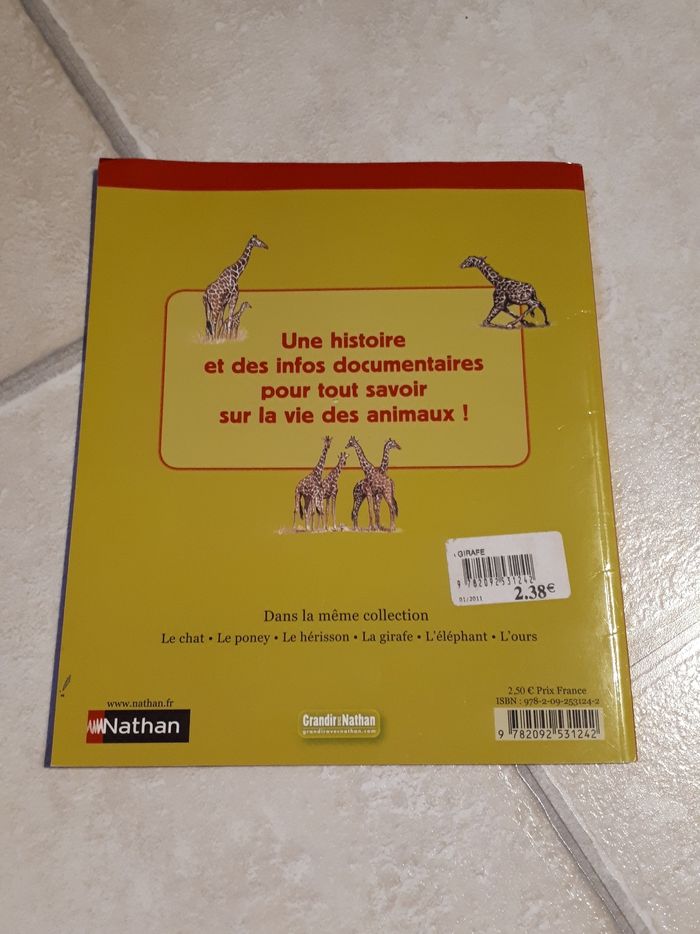 Une histoire
et des infos documentaires
pour tout savoir
sur la vie des animaux !
GIRAFE
9 782092 531242
01/2011
2.38€
Dans la même collection
Le chat • Le poney • Le hérisson • La girafe • L'éléphant • L'ours
www.nathan.fr
Nathan
Grandir avec Nathan
grandiravecnathan.com
2,50 € Prix France
ISBN : 978-2-09-253124-2
9 782092 531242